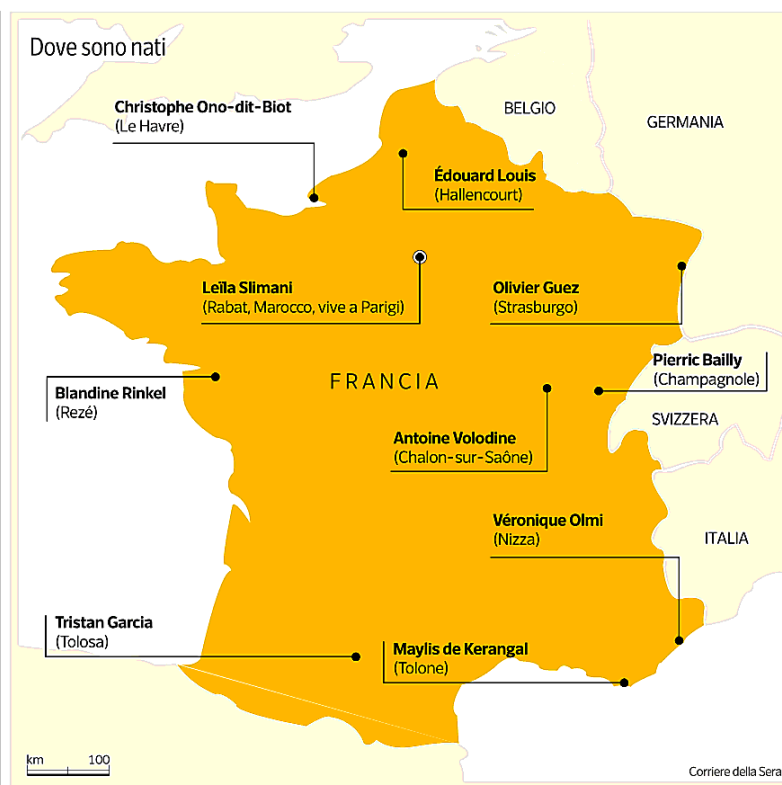 Dove sono nati
Christophe Ono-dit-Biot
(Le Havre)
BELGIO
GERMANIA
Édouard Louis
(Hallencourt)
Leïla Slimani
(Rabat, Marocco, vive a Parigi)
Olivier Guez
(Strasburgo)
Pierric Bailly
(Champagnole)
FRANCIA
Blandine Rinkel
(Rezé)
SVIZZERA
Antoine Volodine
(Chalon-sur-Saône)
Véronique Olmi
(Nizza)
ITALIA
Tristan Garcia
(Tolosa)
Maylis de Kerangal
(Tolone)
km 100
Corriere della Sera